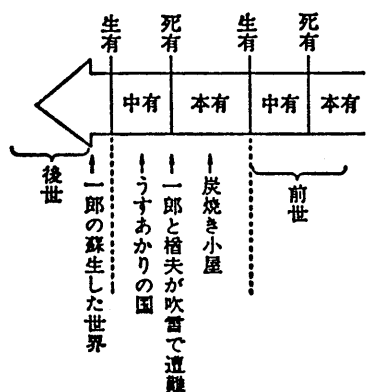 生有
死有
生有
死有
中有
本有
中有
本有
後世
一郎の蘇生した世界
うすあかりの国
一郎と楢夫が吹雪で遭難
炭焼き小屋
前世